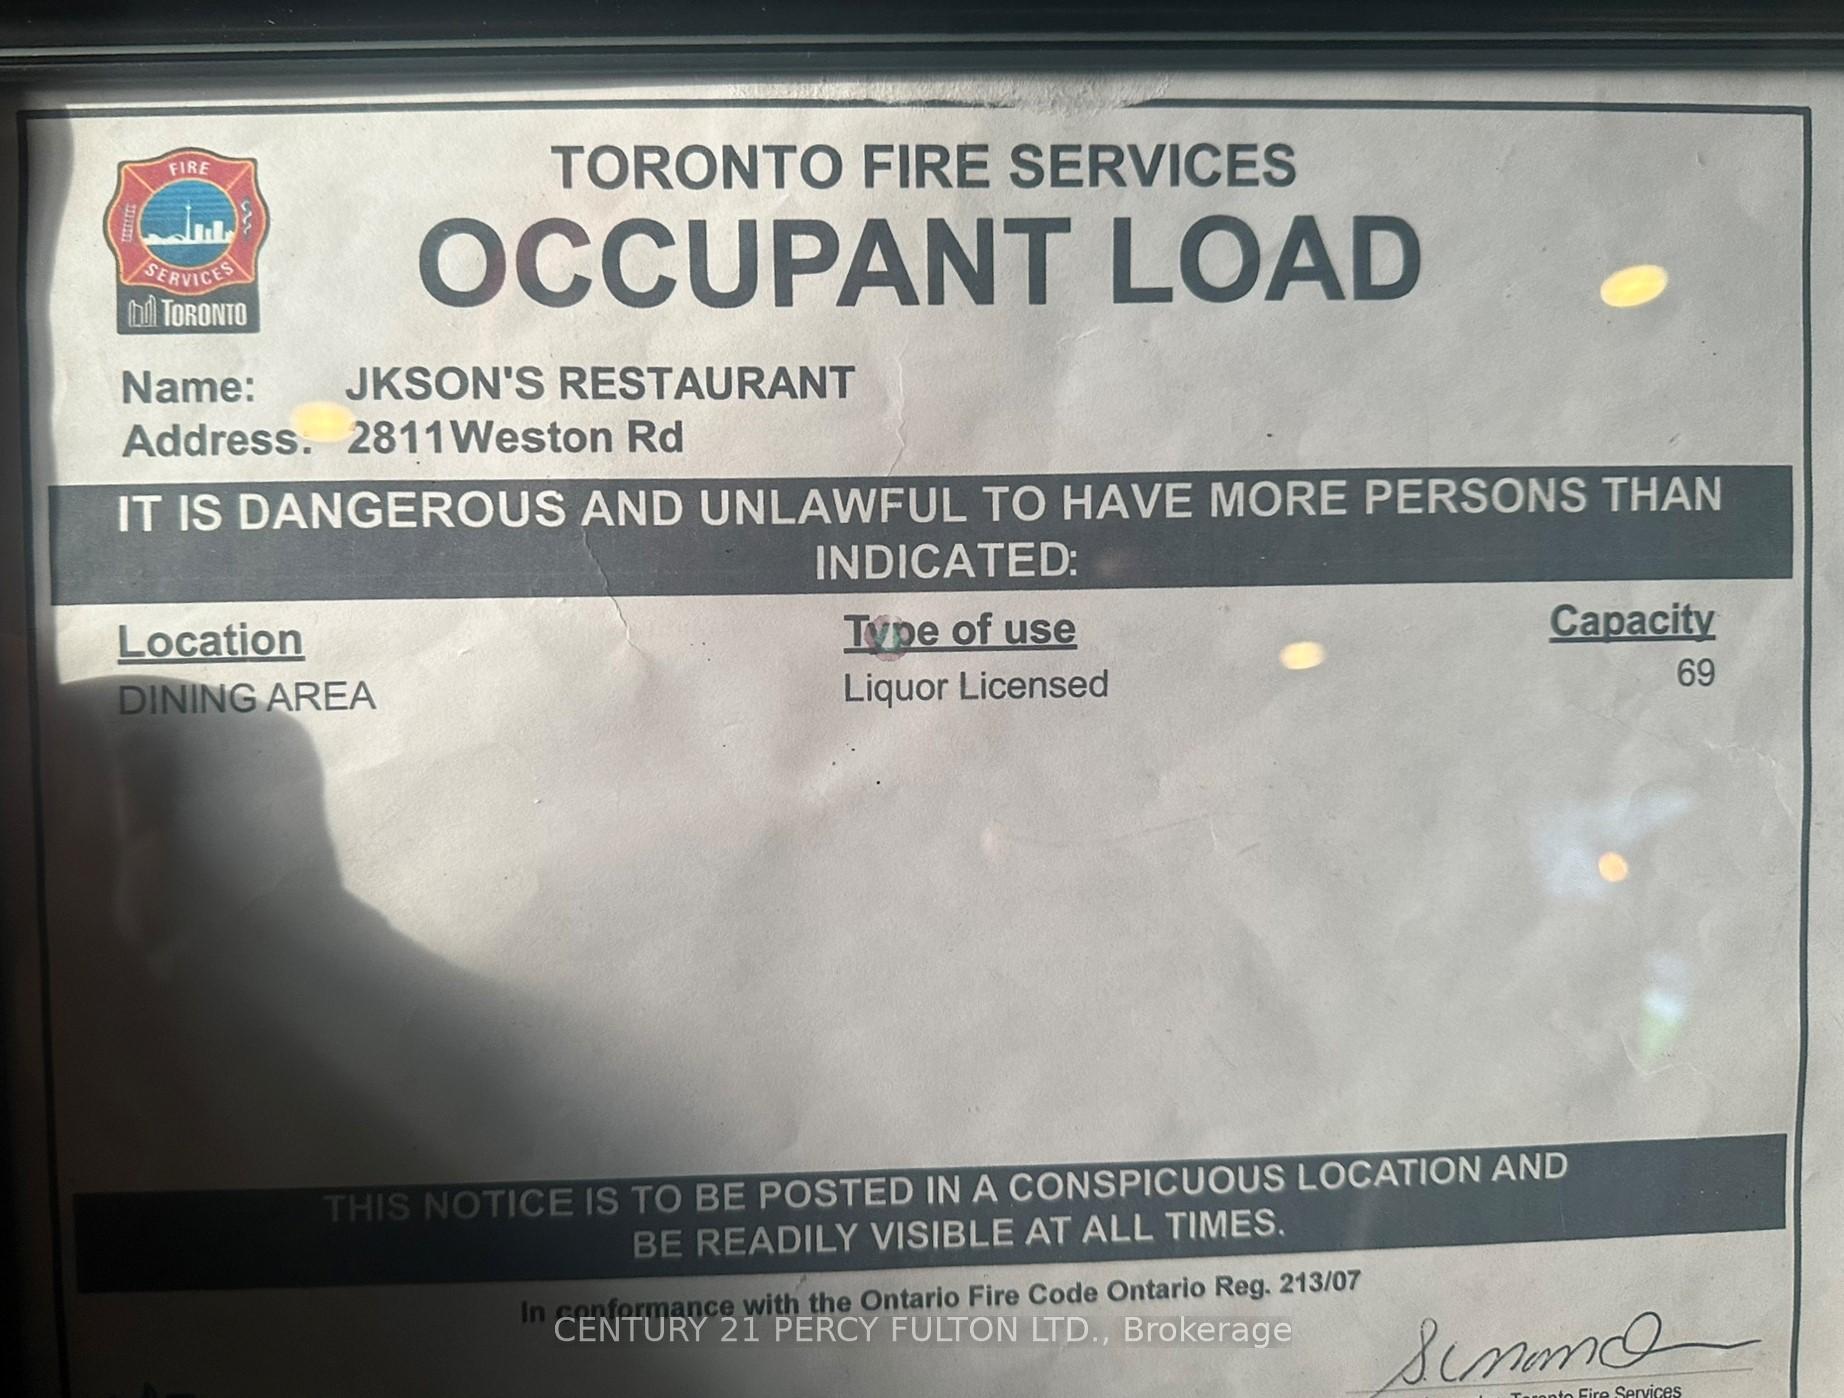 FIRE
SERVICES
TORONTO
TORONTO FIRE SERVICES
OCCUPANT LOAD
Name: JKSON'S RESTAURANT
Address: 2811Weston Rd
IT IS DANGEROUS AND UNLAWFUL TO HAVE MORE PERSONS THAN
INDICATED:
Location Type of use Capacity
DINING AREA Liquor Licensed 69
THIS NOTICE IS TO BE POSTED IN A CONSPICUOUS LOCATION AND
BE READILY VISIBLE AT ALL TIMES.
In conformance with the Ontario Fire Code Ontario Reg. 213/07
CENTURY 21 PERCY FULTON LTD., Brokerage
Toronto Fire Services